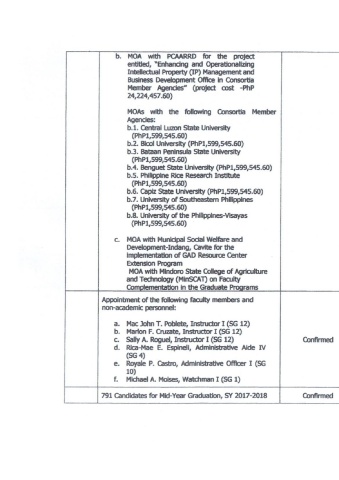 b. MOA with PCAARRD for the project
entitled, "Enhancing and Operationalizing
Intellectual Property (IP) Management and
Business Development Office in Consortia
Member Agencies" (project cost -PhP
24,224,457.60)
MOAs with the following Consortia Member
Agencies:
b.1. Central Luzon State University
(PhP1,599,545.60)
b.2. Bicol University (PhP1,599,545.60)
b.3. Bataan Peninsula State University
(PhP1,599,545.60)
b.4. Benguet State University (PhP1,599,545.60)
b.5. Philippine Rice Research Institute
(PhP1,599,545.60)
b.6. Capiz State University (PhP1,599,545.60)
b.7. University of Southeastern Philippines
(PhP1,599,545.60)
b.8. University of the Philippines-Visayas
(PhP1,599,545.60)
c. MOA with Municipal Social Welfare and
Development-Indang, Cavite for the
Implementation of GAD Resource Center
Extension Program
MOA with Mindoro State College of Agriculture
and Technology (MinSCAT) on Faculty
Complementation in the Graduate Programs
Appointment of the following faculty members and
non-academic personnel:
a. Mac John T. Poblete, Instructor I (SG 12)
b. Marlon F. Cruzate, Instructor I (SG 12)
c. Sally A. Roguel, Instructor I (SG 12) Confirmed
d. Rica-Mae E. Espineli, Administrative Aide IV
(SG 4)
e. Royale P. Castro, Administrative Officer I (SG
10)
f. Michael A. Moises, Watchman I (SG 1)
791 Candidates for Mid-Year Graduation, SY 2017-2018 Confirmed